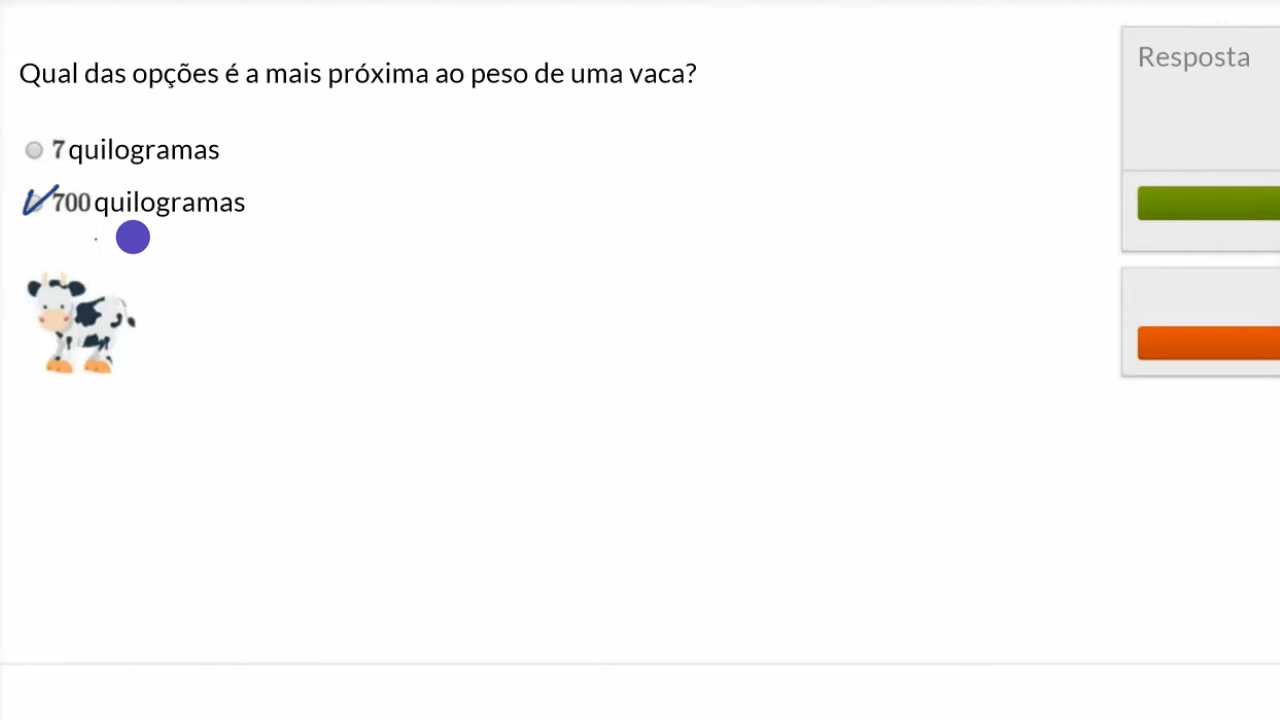 Qual das opções é a mais próxima ao peso de uma vaca?
7 quilogramas
700 quilogramas
Resposta